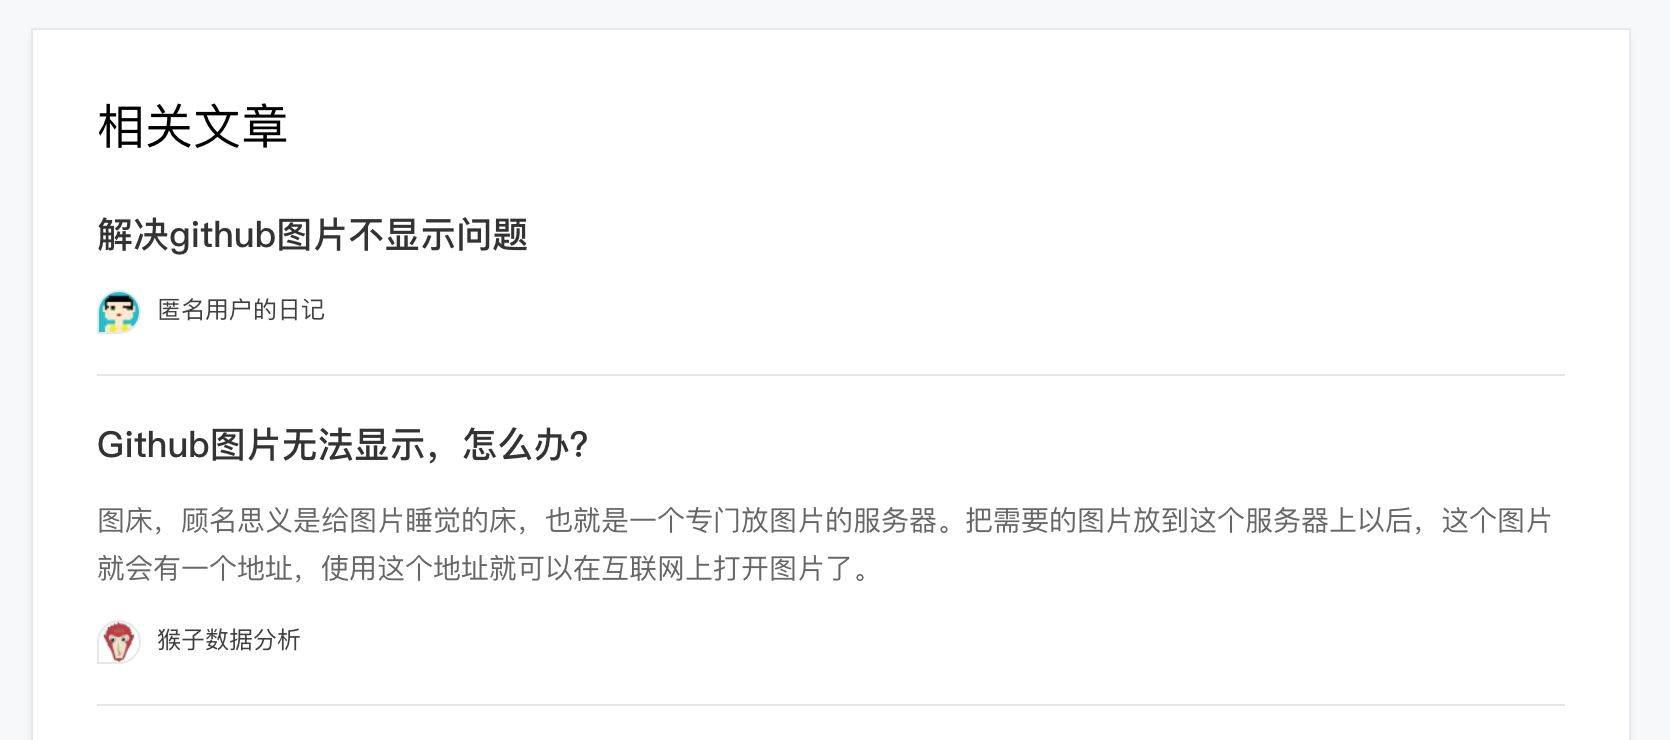 相关文章
解决github图片不显示问题
匿名用户的日记
Github图片无法显示，怎么办?
图床，顾名思义是给图片睡觉的床，也就是一个专门放图片的服务器。把需要的图片放到这个服务器上以后，这个图片
就会有一个地址，使用这个地址就可以在互联网上打开图片了。
猴子数据分析